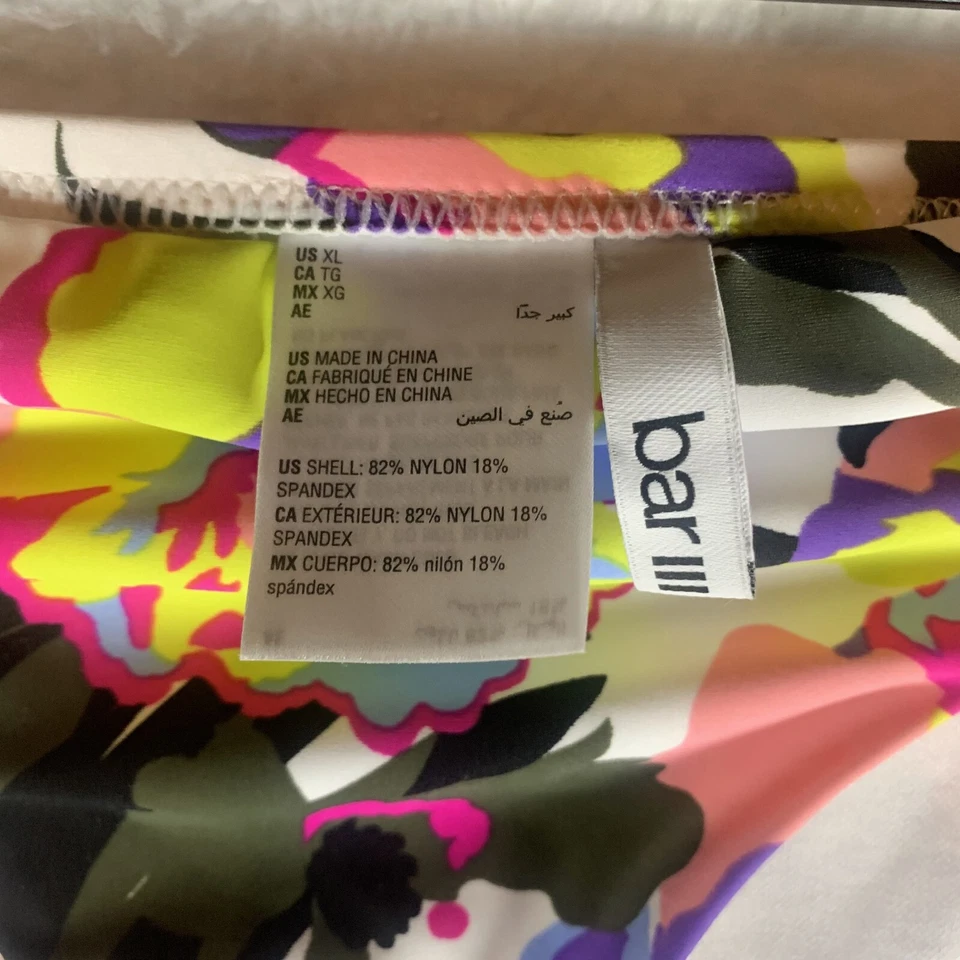 US XL
CA TG
MX XG
AE كبير جدًا
US MADE IN CHINA
CA FABRIQUÉ EN CHINE
MX HECHO EN CHINA
AE صُنع في الصين
US SHELL: 82% NYLON 18%
SPANDEX
CA EXTÉRIEUR: 82% NYLON 18%
SPANDEX
MX CUERPO: 82% nilón 18%
spándex
bar III